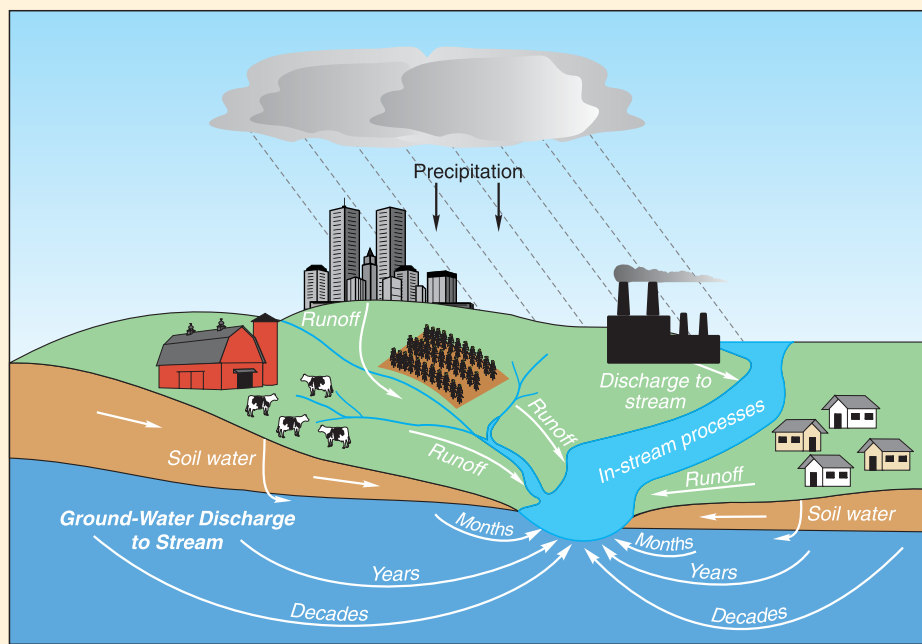 Precipitation
Runoff
Discharge to
stream
In-stream processes
Runoff
Runoff
Runoff
Soil water
Soil water
Ground-Water Discharge
to Stream
Months
Months
Years
Years
Decades
Decades